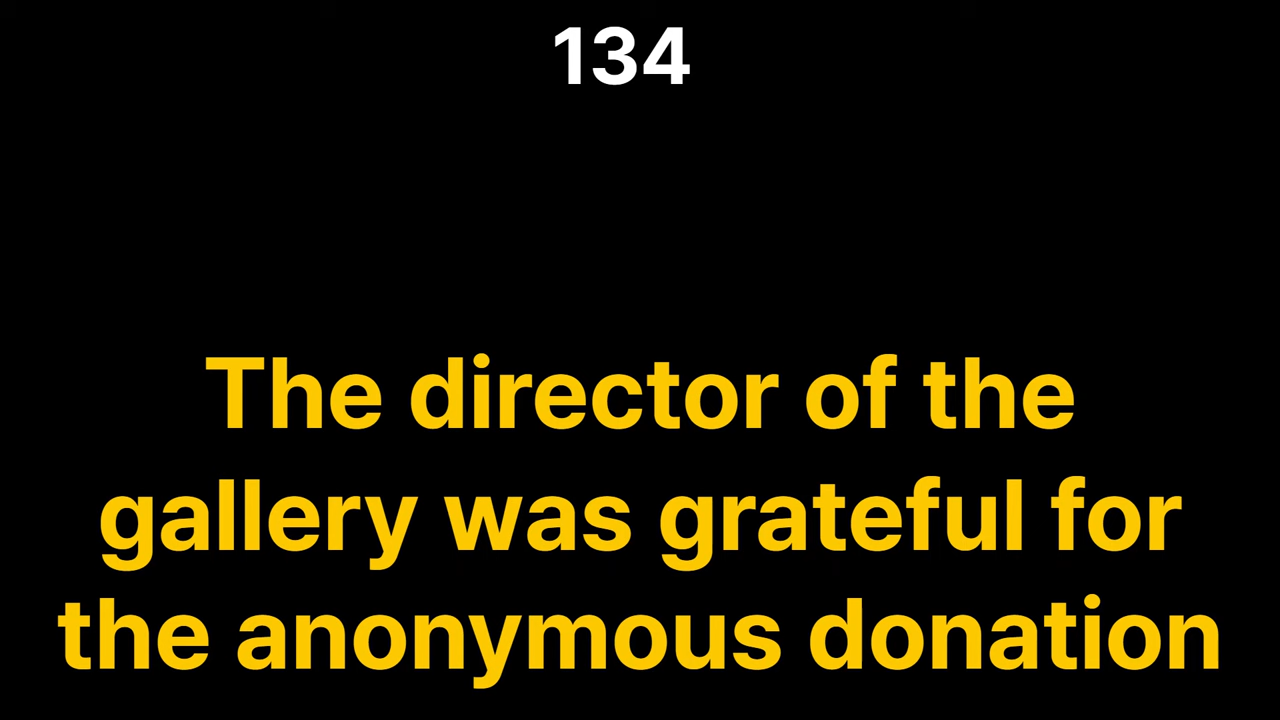 134
The director of the
gallery was grateful for
the anonymous donation